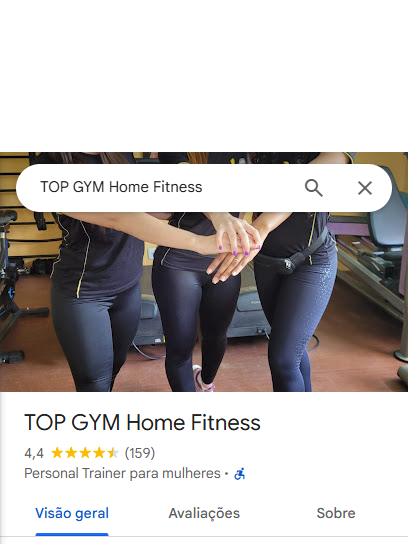 TOP GYM Home Fitness
TOP GYM Home Fitness
4,4 (159)
Personal Trainer para mulheres ·
Visão geral
Avaliações
Sobre